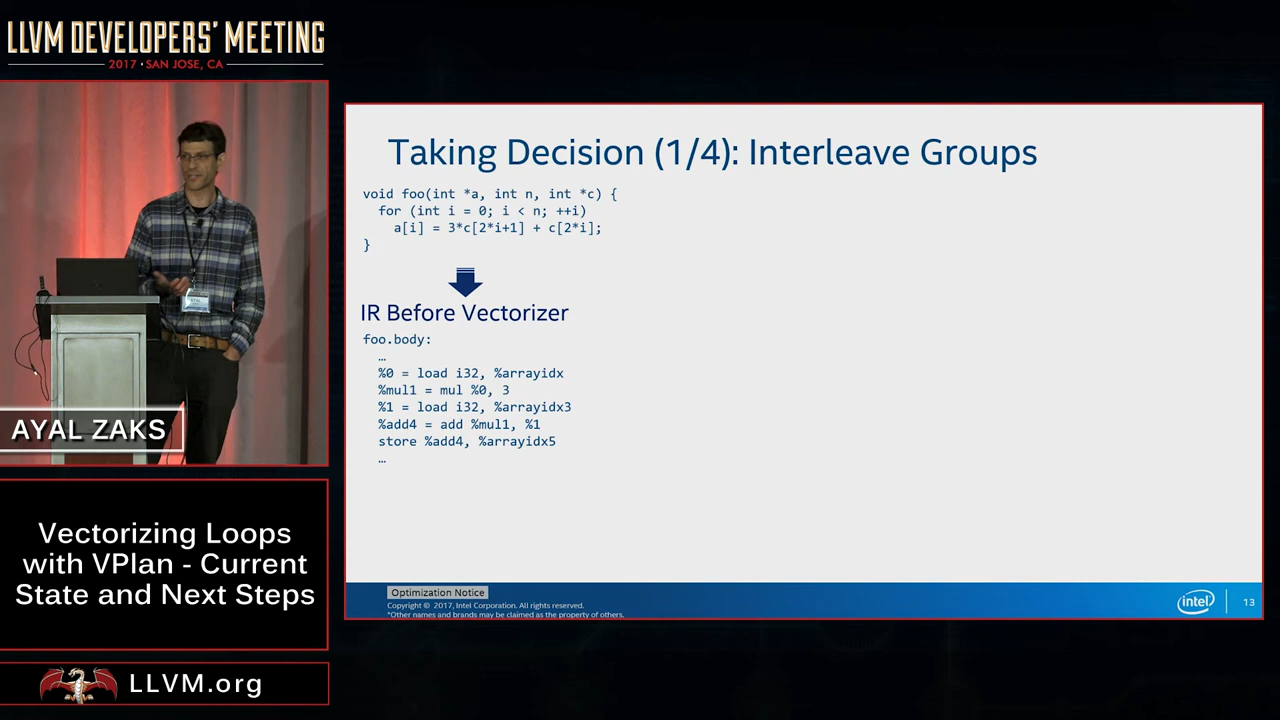 LLVM DEVELOPERS' MEETING
2017 · SAN JOSE, CA
AYAL ZAKS
Vectorizing Loops
with VPlan - Current
State and Next Steps
LLVM.org
Taking Decision (1/4): Interleave Groups
void foo(int *a, int n, int *c) {
for (int i = 0; i < n; ++i)
a[i] = 3*c[2*i+1] + c[2*i];
}
IR Before Vectorizer
foo.body:
…
%0 = load i32, %arrayidx
%mul1 = mul %0, 3
%1 = load i32, %arrayidx3
%add4 = add %mul1, %1
store %add4, %arrayidx5
…
Optimization Notice
Copyright © 2017, Intel Corporation. All rights reserved.
*Other names and brands may be claimed as the property of others.
intel
13